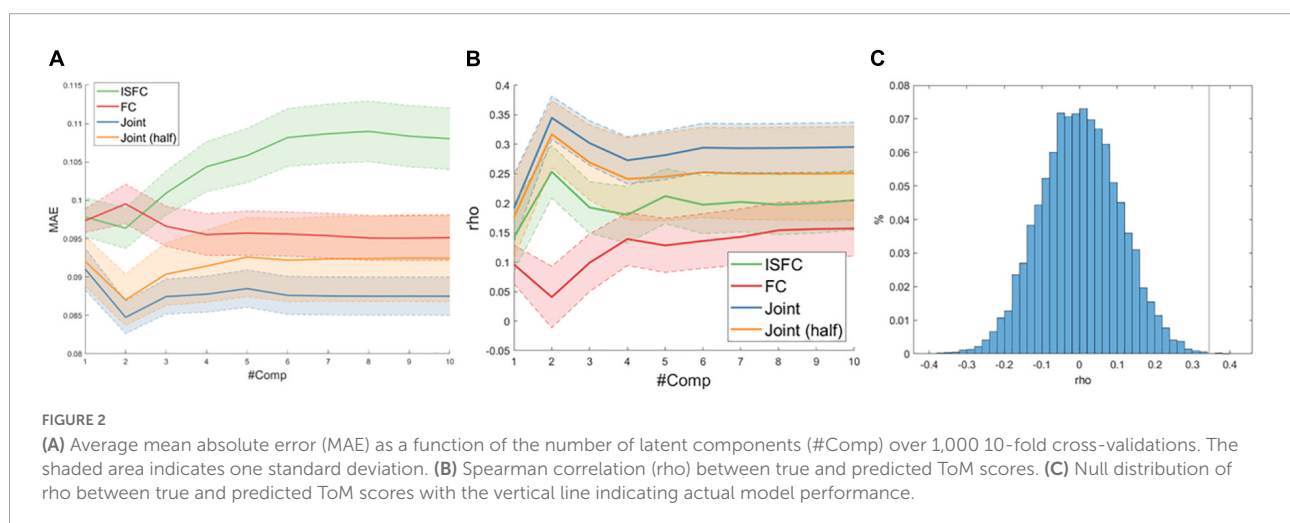 A
0.115
0.11
0.105
0.1
0.095
0.09
0.085
0.08
MAE
ISFC
FC
Joint
Joint (half)
1 2 3 4 5 6 7 8 9 10
#Comp
B
0.4
0.35
0.3
0.25
0.2
0.15
0.1
0.05
0
-0.05
rho
ISFC
FC
Joint
Joint (half)
1 2 3 4 5 6 7 8 9 10
#Comp
C
0.08
0.07
0.06
0.05
0.04
0.03
0.02
0.01
0
%
-0.4 -0.3 -0.2 -0.1 0 0.1 0.2 0.3 0.4
rho
FIGURE 2
(A) Average mean absolute error (MAE) as a function of the number of latent components (#Comp) over 1,000 10-fold cross-validations. The
shaded area indicates one standard deviation. (B) Spearman correlation (rho) between true and predicted ToM scores. (C) Null distribution of
rho between true and predicted ToM scores with the vertical line indicating actual model performance.